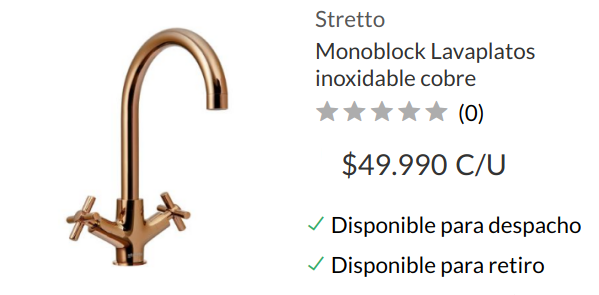 Stretto
Monoblock Lavaplatos
inoxidable cobre
(0)
$49.990 C/U
Disponible para despacho
Disponible para retiro